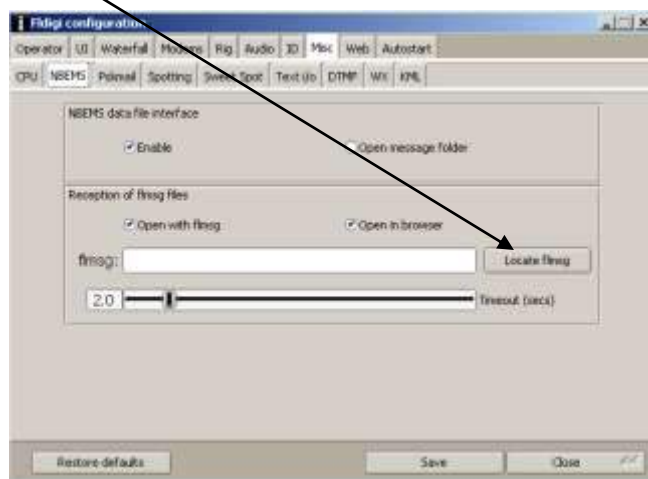 Fldigi configuration
Operator UI Waterfall Modems Rig Audio ID Misc Web Autostart
CPU NBEMS Pskmail Spotting Sweet Spot Text i/o DTMF WX KML
NBEMS data file interface
Enable Open message folder
Reception of flmsg files
Open with flmsg Open in browser
flmsg: Locate flmsg
2.0 Timeout (secs)
Restore defaults Save Close